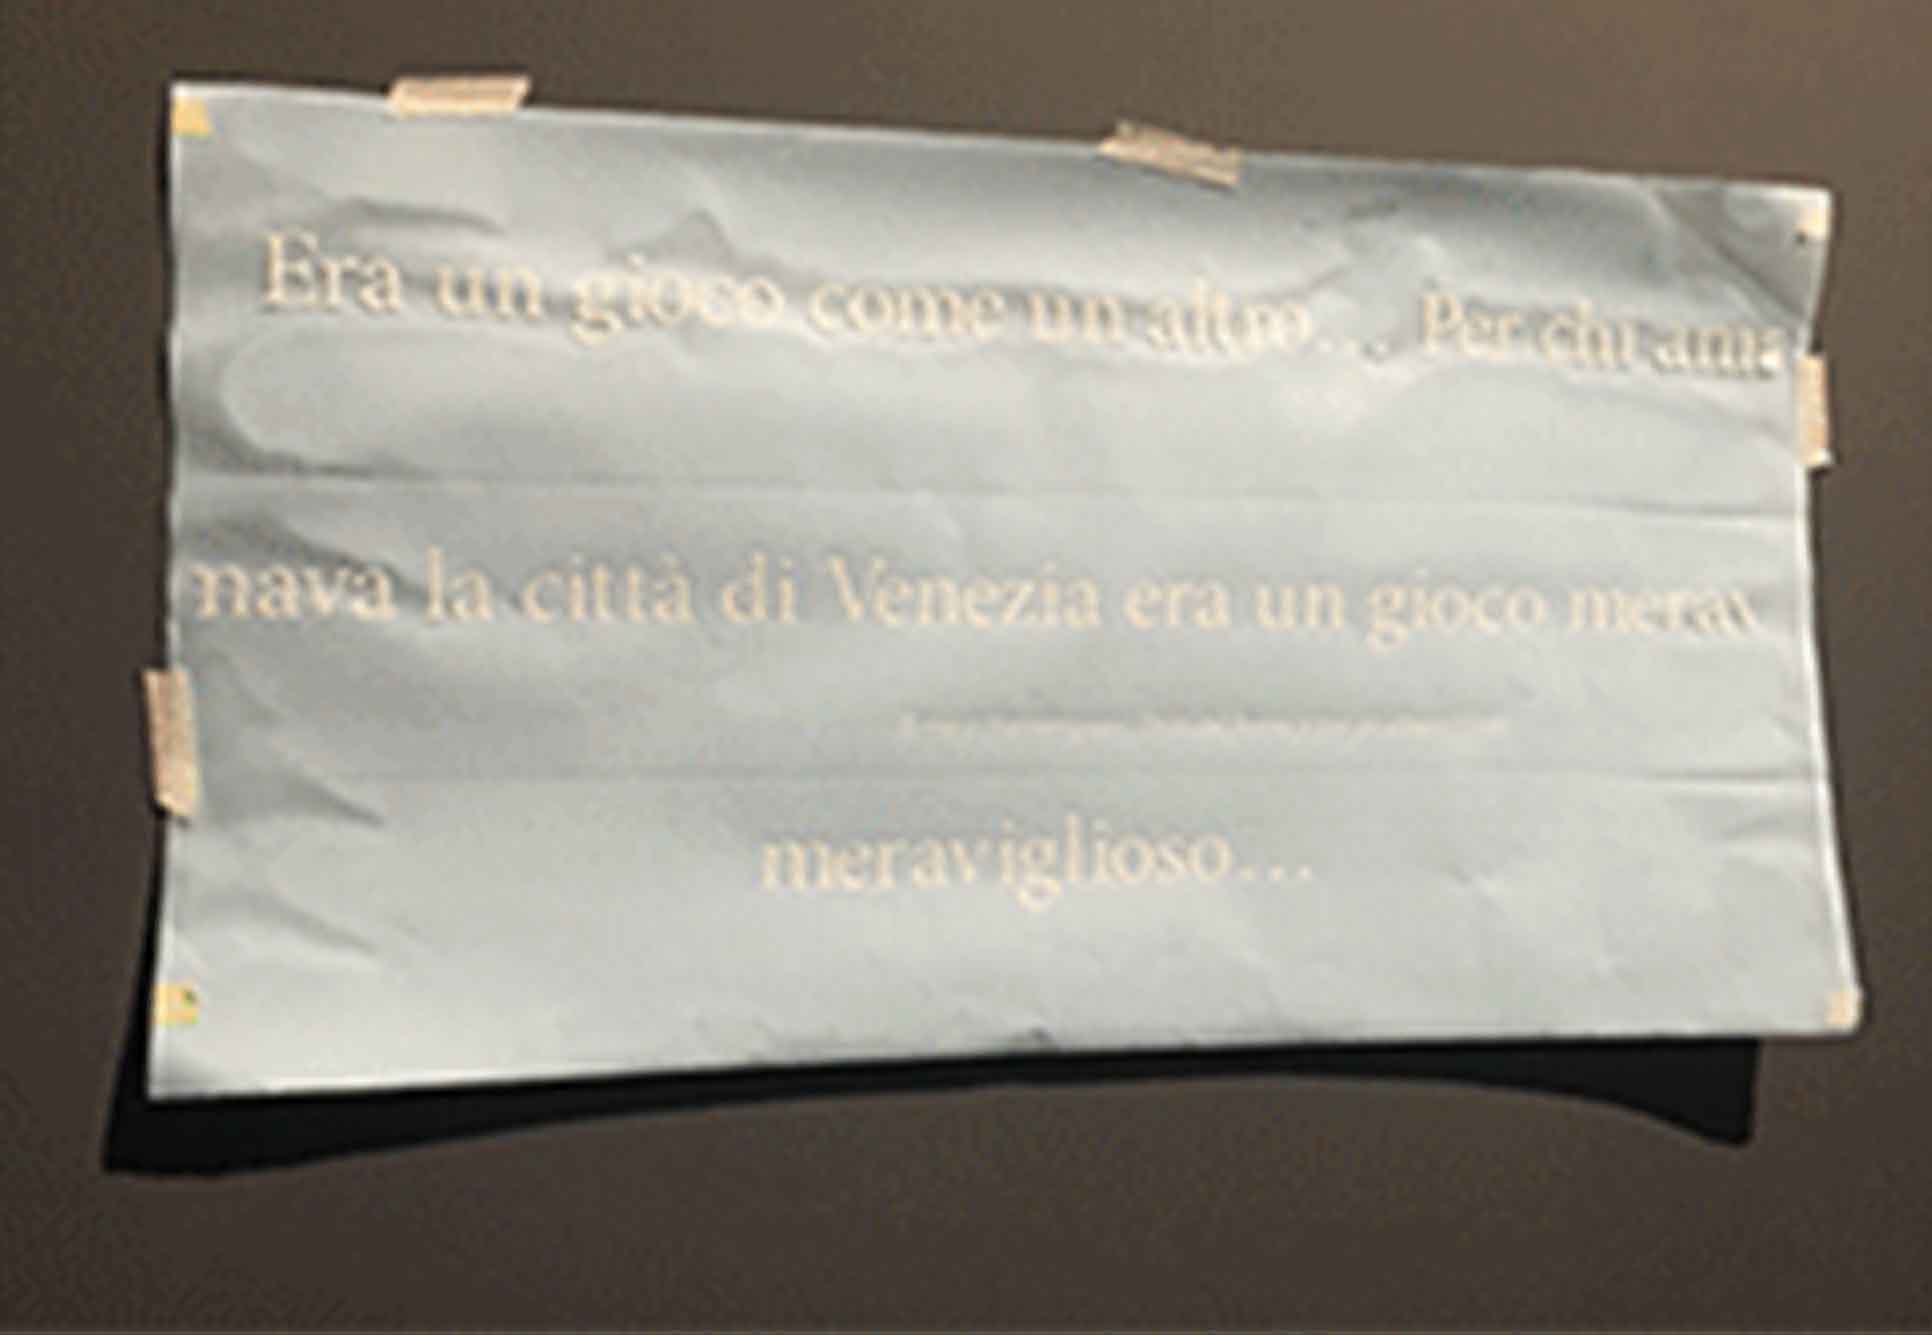 Era un gioco come un altro... Per chi ama
nava la città di Venezia era un gioco merav
meraviglioso...